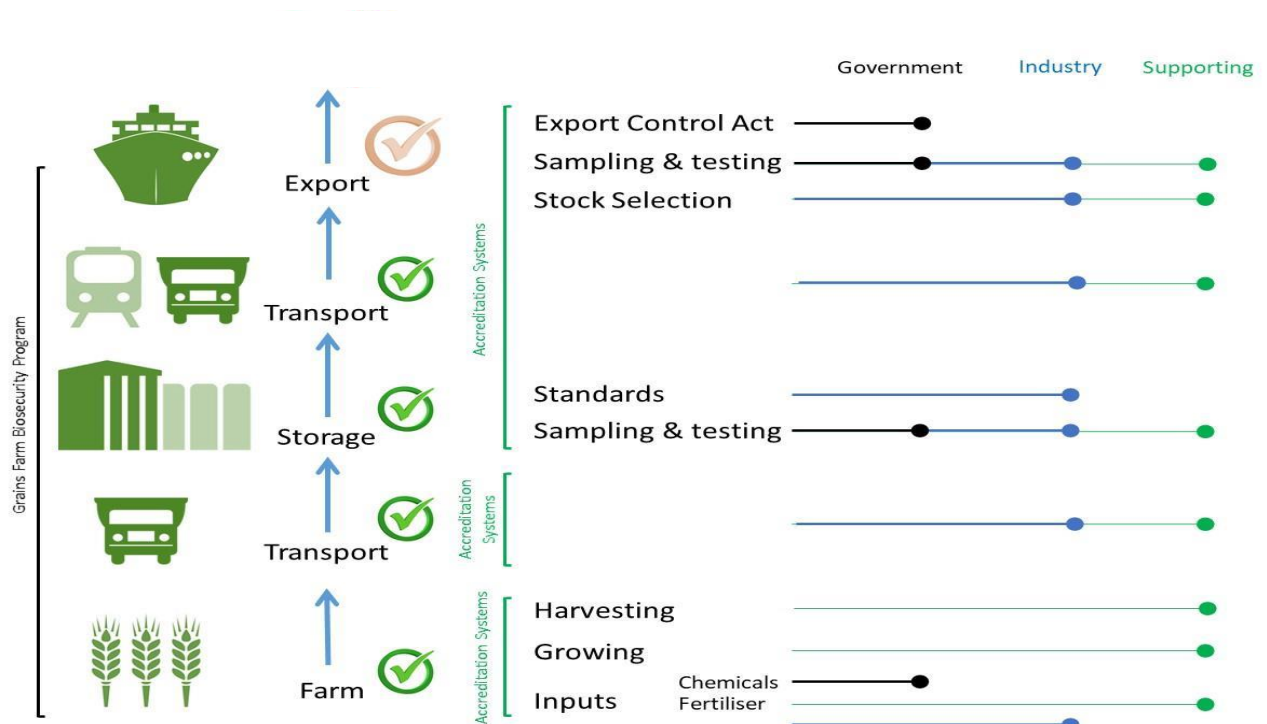 Government Industry Supporting
Export Control Act
Sampling & testing
Export
Stock Selection
Accreditation Systems
Transport
Grains Farm Biosecurity Program
Standards
Sampling & testing
Storage
Accreditation
Systems
Transport
Accreditation Systems
Harvesting
Growing
Farm
Inputs
Chemicals
Fertiliser